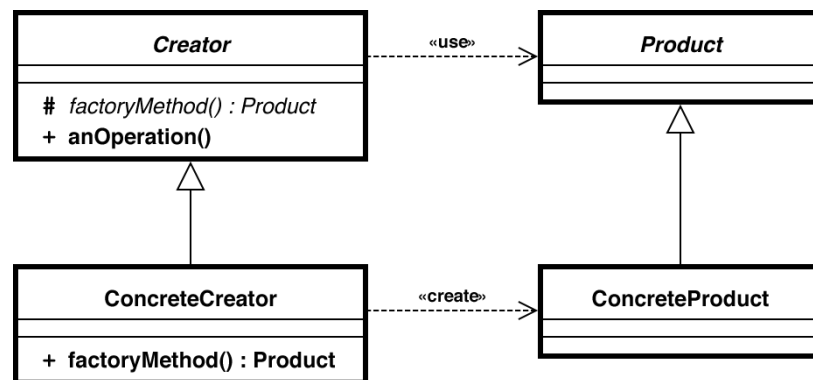 Creator
«use»
Product
# factoryMethod() : Product
+ anOperation()
ConcreteCreator
«create»
ConcreteProduct
+ factoryMethod() : Product